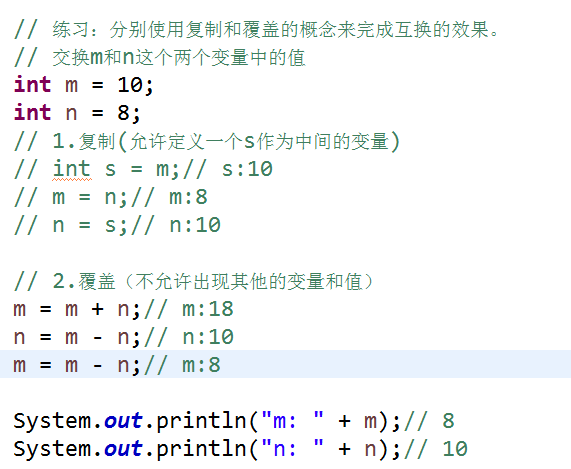 // 练习：分别使用复制和覆盖的概念来完成互换的效果。
// 交换m和n这个两个变量中的值
int m = 10;
int n = 8;
// 1.复制(允许定义一个s作为中间的变量)
// int s = m;// s:10
// m = n;// m:8
// n = s;// n:10
// 2.覆盖（不允许出现其他的变量和值）
m = m + n;// m:18
n = m - n;// n:10
m = m - n;// m:8
System.out.println("m: " + m);// 8
System.out.println("n: " + n);// 10